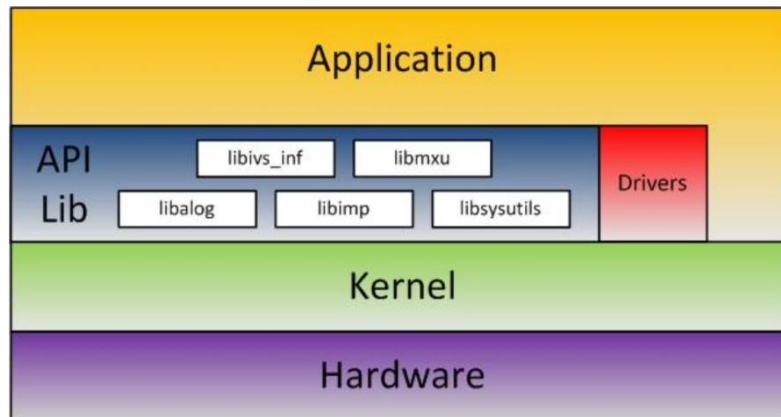 Application
API
Lib
libivs_inf
libmxu
libalog
libimp
libsysutils
Drivers
Kernel
Hardware